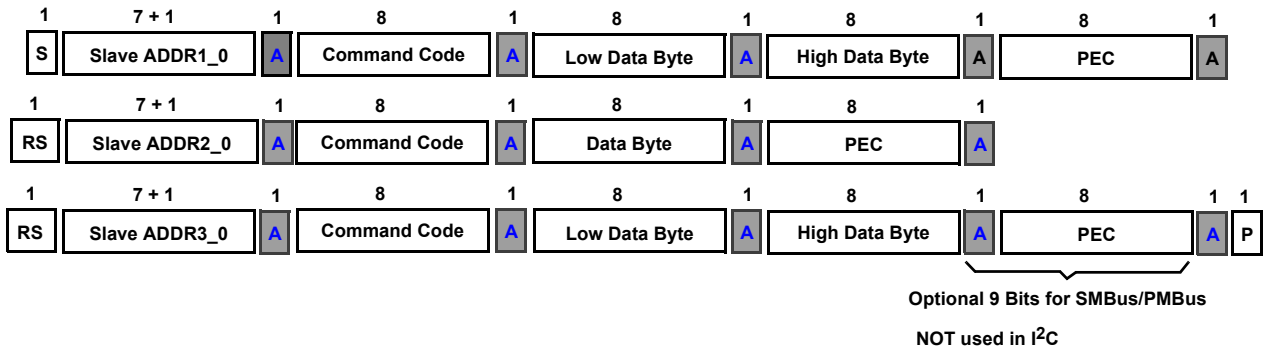 1 7 + 1 1 8 1 8 1 8 1 8 1
S Slave ADDR1_0 A Command Code A Low Data Byte A High Data Byte A PEC A
1 7 + 1 1 8 1 8 1 8 1
RS Slave ADDR2_0 A Command Code A Data Byte A PEC A
1 7 + 1 1 8 1 8 1 8 1 8 1 1
RS Slave ADDR3_0 A Command Code A Low Data Byte A High Data Byte A PEC A P
Optional 9 Bits for SMBus/PMBus
NOT used in I²C